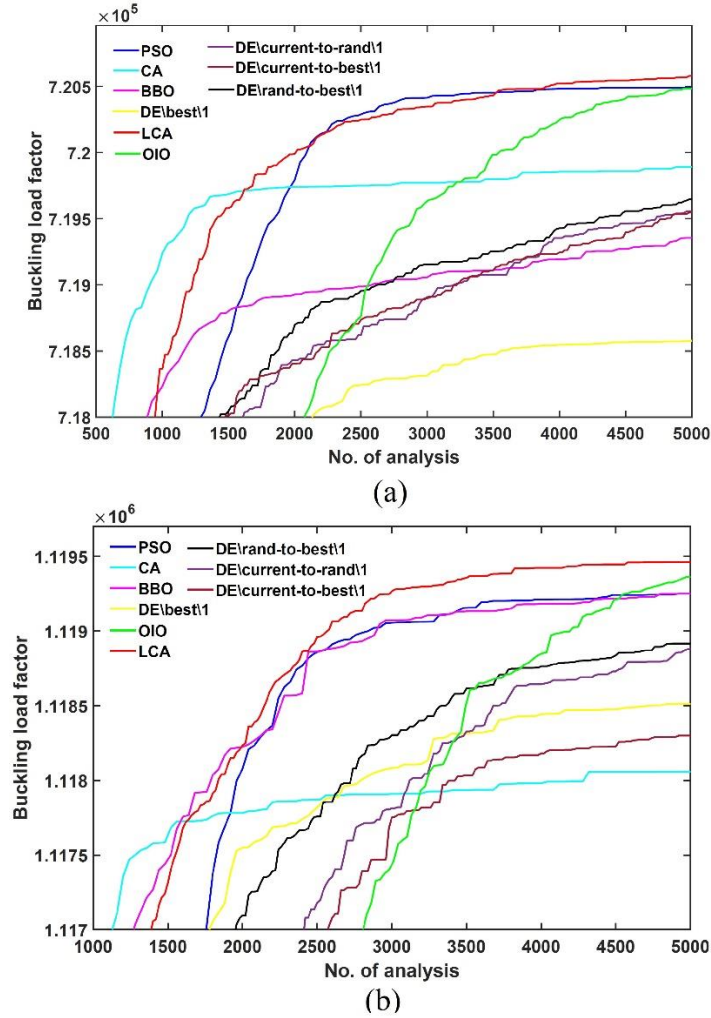 ×10⁵
7.205
7.2
7.195
7.19
7.185
7.18
Buckling load factor
PSO
CA
BBO
DE\best\1
LCA
OIO
DE\current-to-rand\1
DE\current-to-best\1
DE\rand-to-best\1
500 1000 1500 2000 2500 3000 3500 4000 4500 5000
No. of analysis
(a)
×10⁶
1.1195
1.119
1.1185
1.118
1.1175
1.117
Buckling load factor
PSO
CA
BBO
DE\best\1
OIO
LCA
DE\rand-to-best\1
DE\current-to-rand\1
DE\current-to-best\1
1000 1500 2000 2500 3000 3500 4000 4500 5000
No. of analysis
(b)